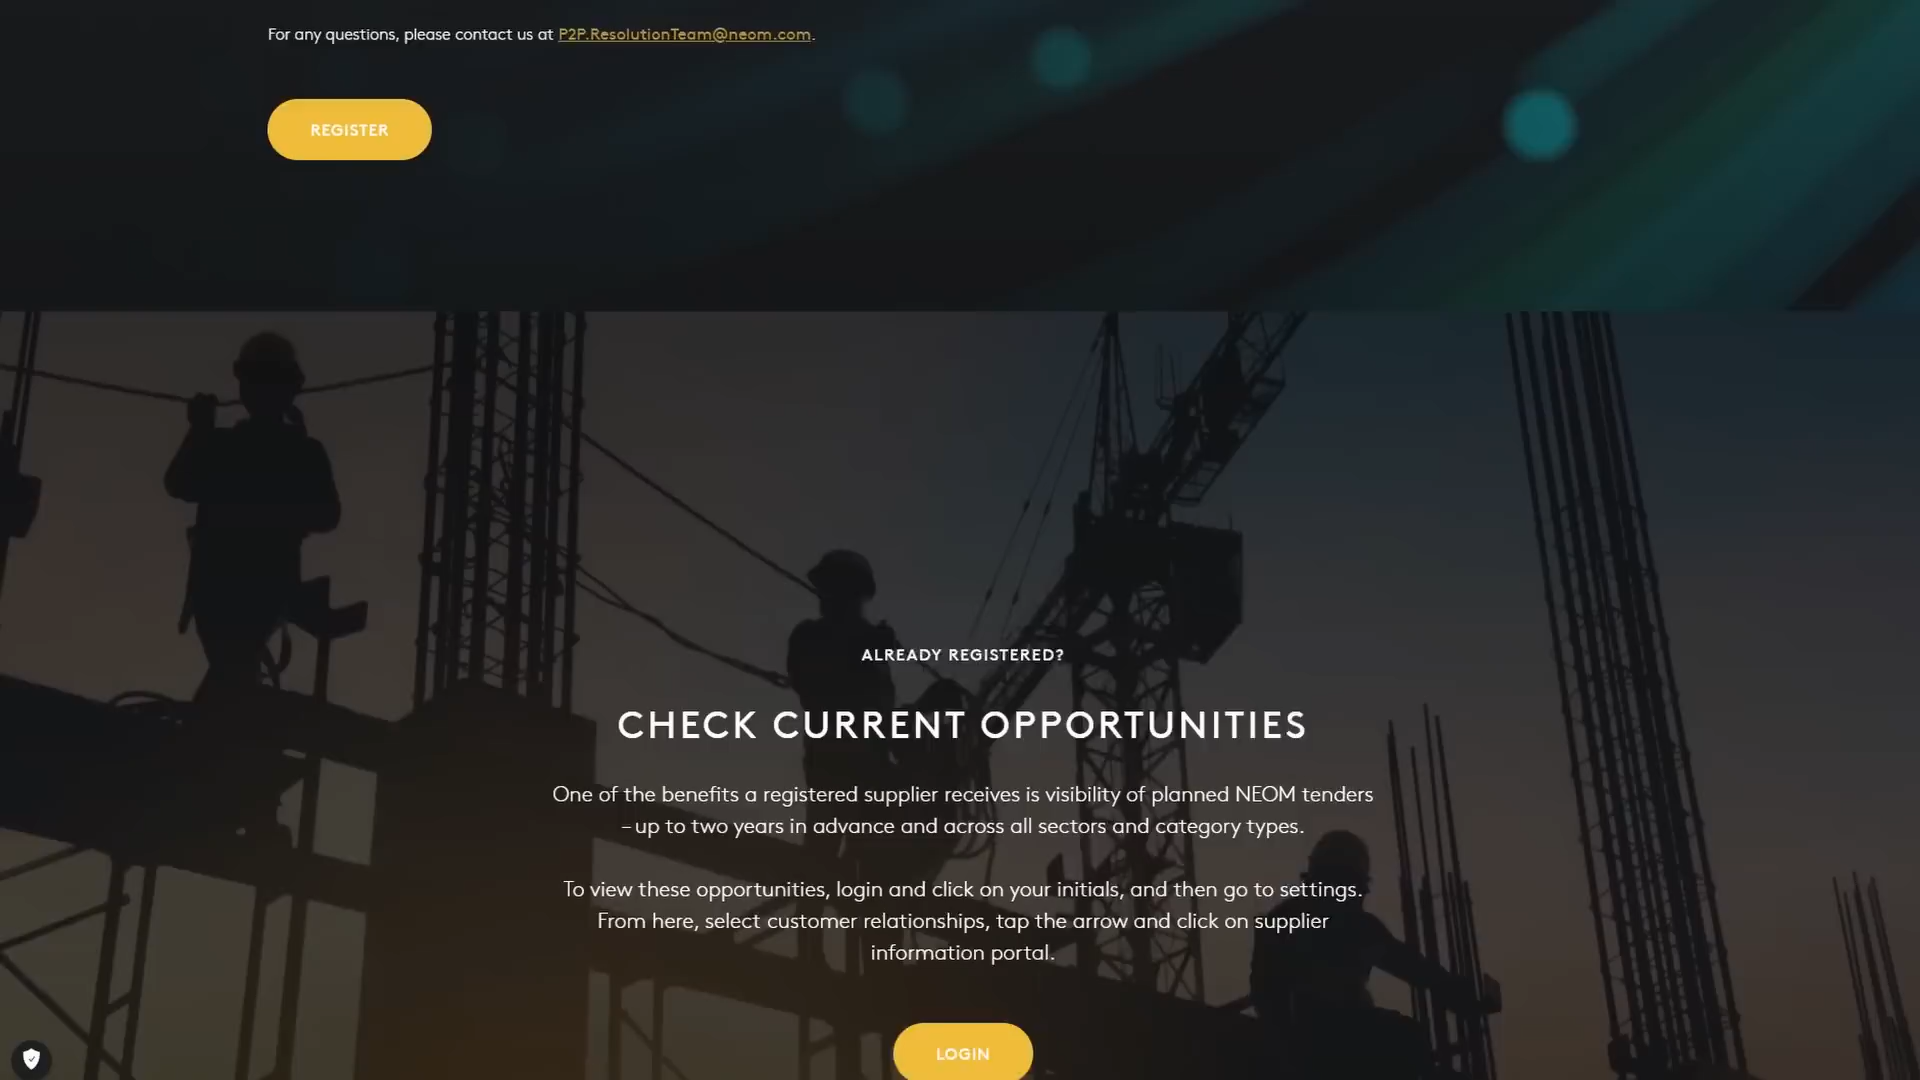 For any questions, please contact us at P2P.ResolutionTeam@neom.com.
REGISTER
ALREADY REGISTERED?
CHECK CURRENT OPPORTUNITIES
One of the benefits a registered supplier receives is visibility of planned NEOM tenders
– up to two years in advance and across all sectors and category types.
To view these opportunities, login and click on your initials, and then go to settings.
From here, select customer relationships, tap the arrow and click on supplier
information portal.
LOGIN